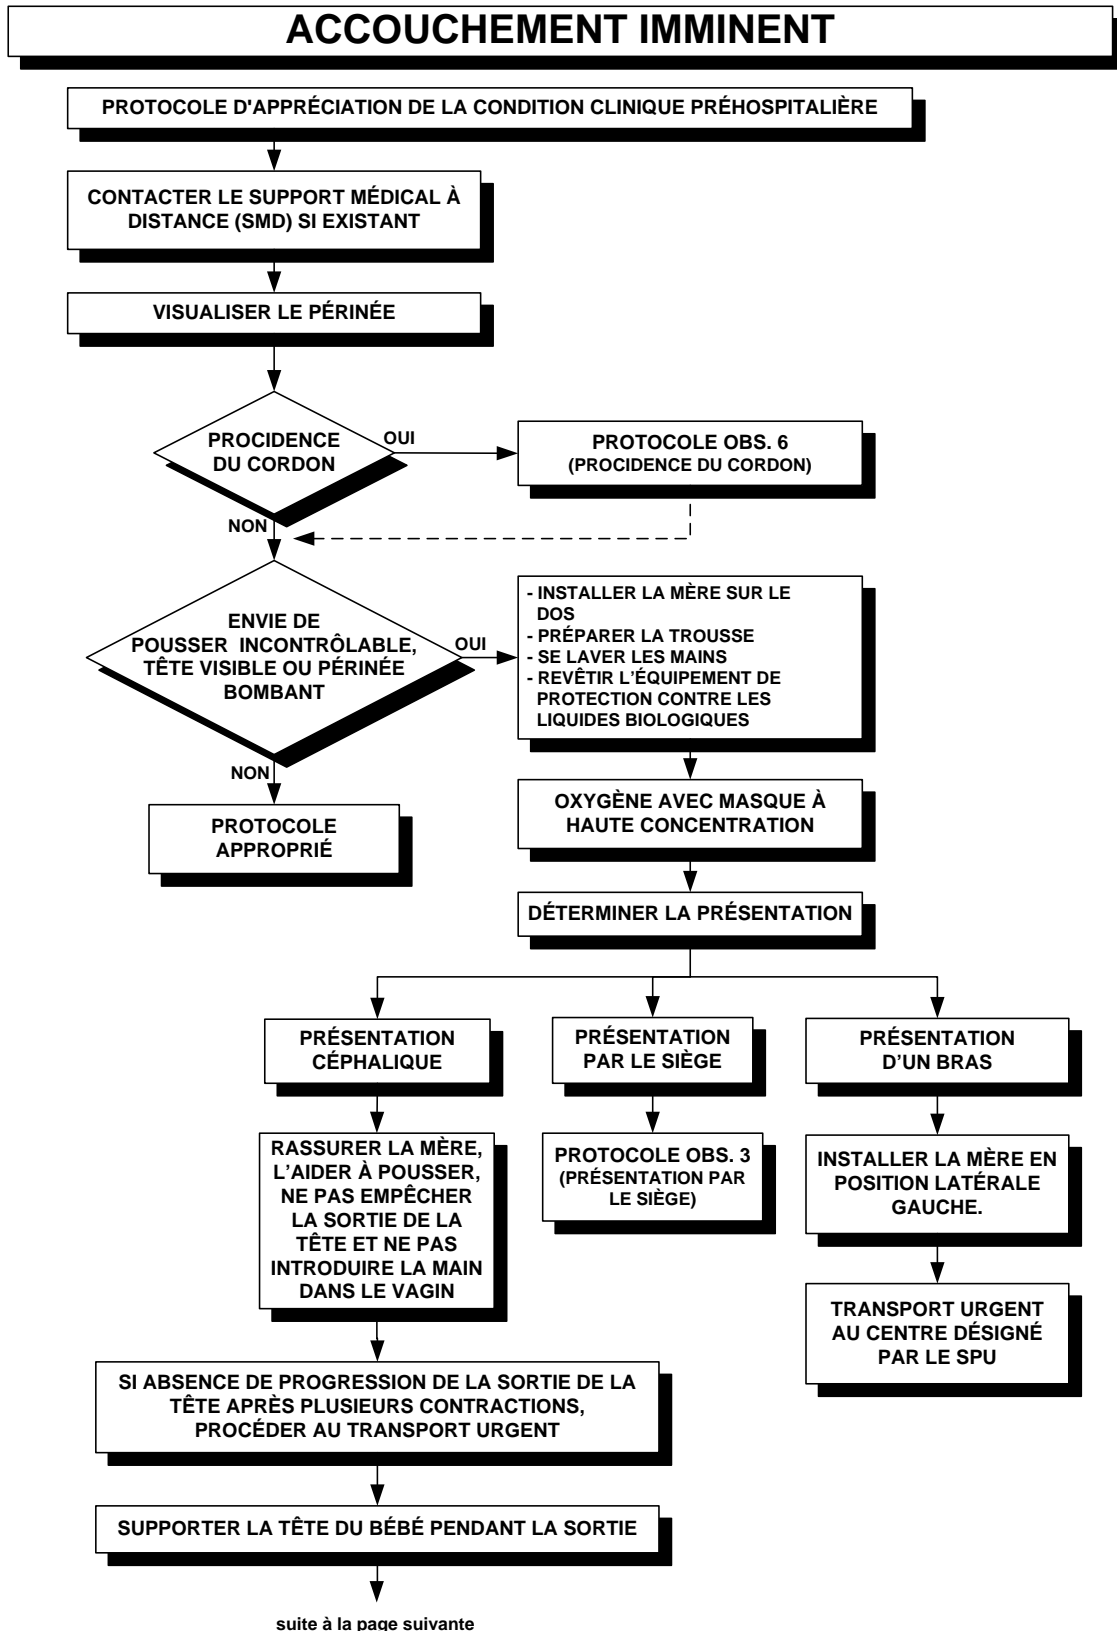 ACCOUCHEMENT IMMINENT
PROTOCOLE D'APPRÉCIATION DE LA CONDITION CLINIQUE PRÉHOSPITALIÈRE
CONTACTER LE SUPPORT MÉDICAL À
DISTANCE (SMD) SI EXISTANT
VISUALISER LE PÉRINÉE
PROCIDENCE
DU CORDON
OUI
PROTOCOLE OBS. 6
(PROCIDENCE DU CORDON)
NON
ENVIE DE
POUSSER INCONTRÔLABLE,
TÊTE VISIBLE OU PÉRINÉE
BOMBANT
OUI
- INSTALLER LA MÈRE SUR LE
DOS
- PRÉPARER LA TROUSSE
- SE LAVER LES MAINS
- REVÊTIR L’ÉQUIPEMENT DE
PROTECTION CONTRE LES
LIQUIDES BIOLOGIQUES
NON
PROTOCOLE
APPROPRIÉ
OXYGÈNE AVEC MASQUE À
HAUTE CONCENTRATION
DÉTERMINER LA PRÉSENTATION
PRÉSENTATION
CÉPHALIQUE
PRÉSENTATION
PAR LE SIÈGE
PRÉSENTATION
D’UN BRAS
RASSURER LA MÈRE,
L’AIDER À POUSSER,
NE PAS EMPÊCHER
LA SORTIE DE LA
TÊTE ET NE PAS
INTRODUIRE LA MAIN
DANS LE VAGIN
PROTOCOLE OBS. 3
(PRÉSENTATION PAR
LE SIÈGE)
INSTALLER LA MÈRE EN
POSITION LATÉRALE
GAUCHE.
TRANSPORT URGENT
AU CENTRE DÉSIGNÉ
PAR LE SPU
SI ABSENCE DE PROGRESSION DE LA SORTIE DE LA
TÊTE APRÈS PLUSIEURS CONTRACTIONS,
PROCÉDER AU TRANSPORT URGENT
SUPPORTER LA TÊTE DU BÉBÉ PENDANT LA SORTIE
suite à la page suivante